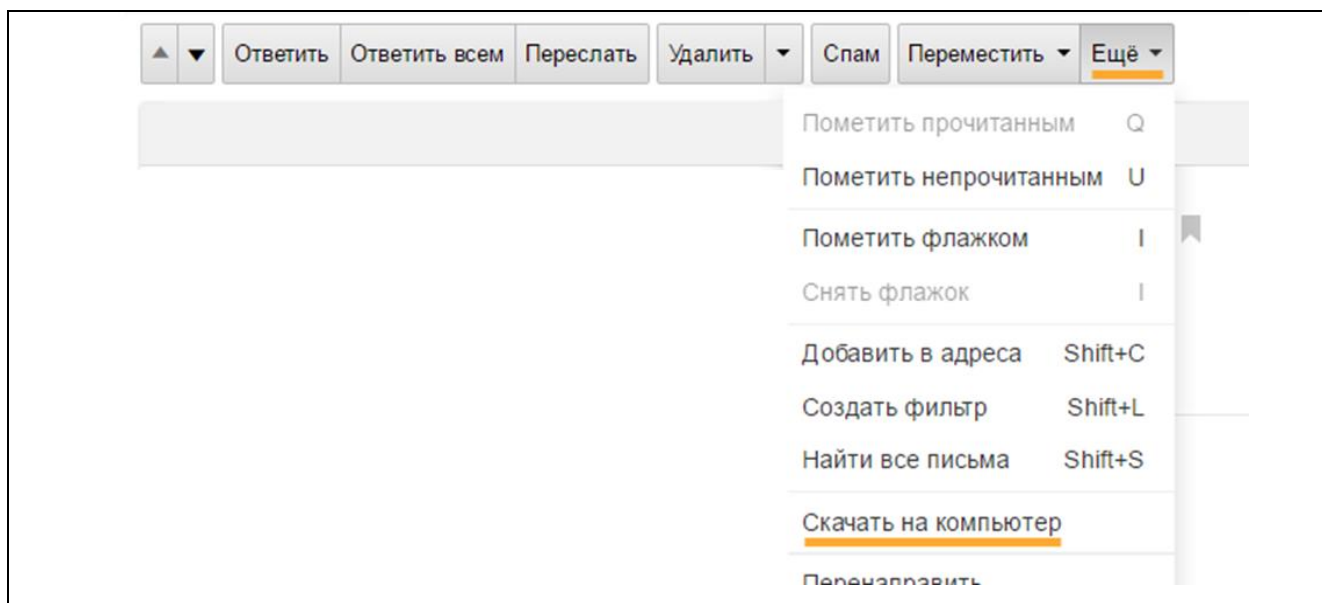 Ответить Ответить всем Переслать Удалить Спам Переместить Ещё
Пометить прочитанным Q
Пометить непрочитанным U
Пометить флажком I
Снять флажок I
Добавить в адреса Shift+C
Создать фильтр Shift+L
Найти все письма Shift+S
Скачать на компьютер
Перенаправить